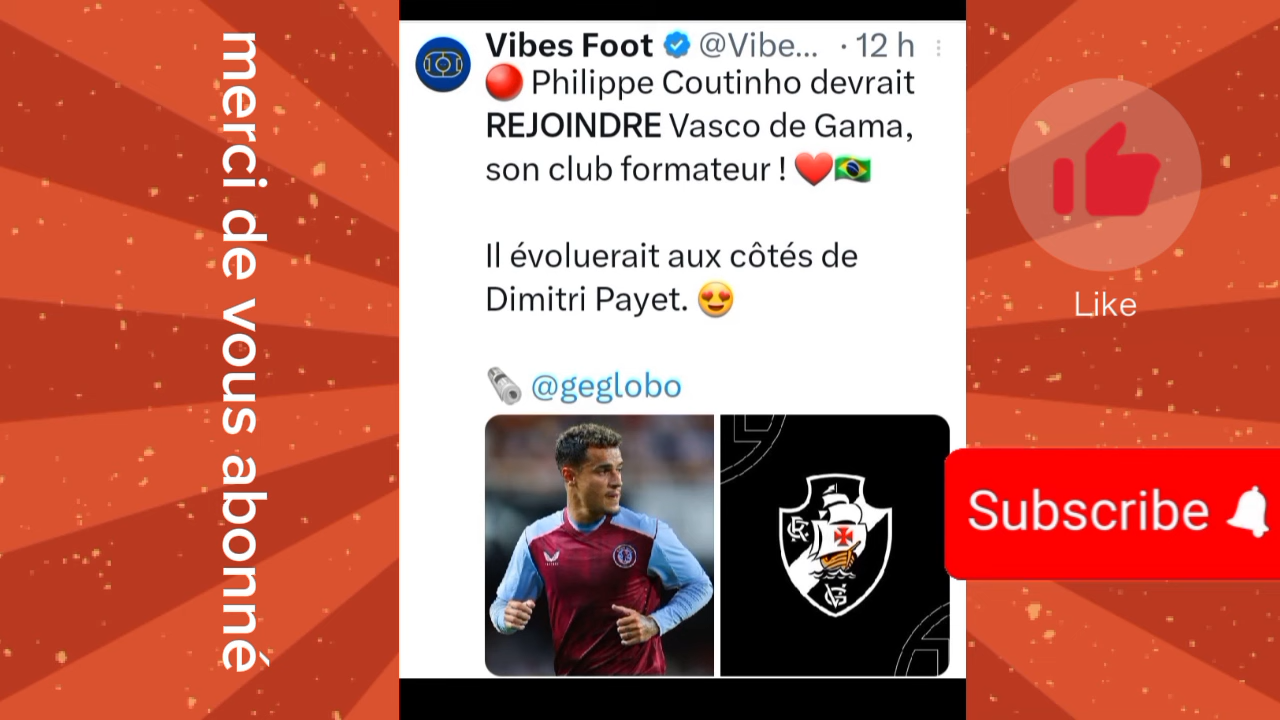 merci de vous abonné
Vibes Foot @Vibe... · 12 h
🔴 Philippe Coutinho devrait
REJOINDRE Vasco de Gama,
son club formateur ! ❤️🇧🇷
Il évoluerait aux côtés de
Dimitri Payet. 😍
🗞 @geglobo
Like
Subscribe